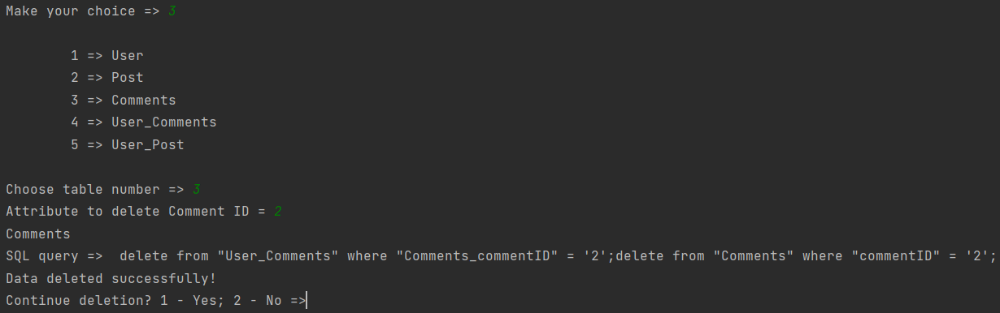 Make your choice => 3
1 => User
2 => Post
3 => Comments
4 => User_Comments
5 => User_Post
Choose table number => 3
Attribute to delete Comment ID = 2
Comments
SQL query =>  delete from "User_Comments" where "Comments_commentID" = '2';delete from "Comments" where "commentID" = '2';
Data deleted successfully!
Continue deletion? 1 - Yes; 2 - No =>